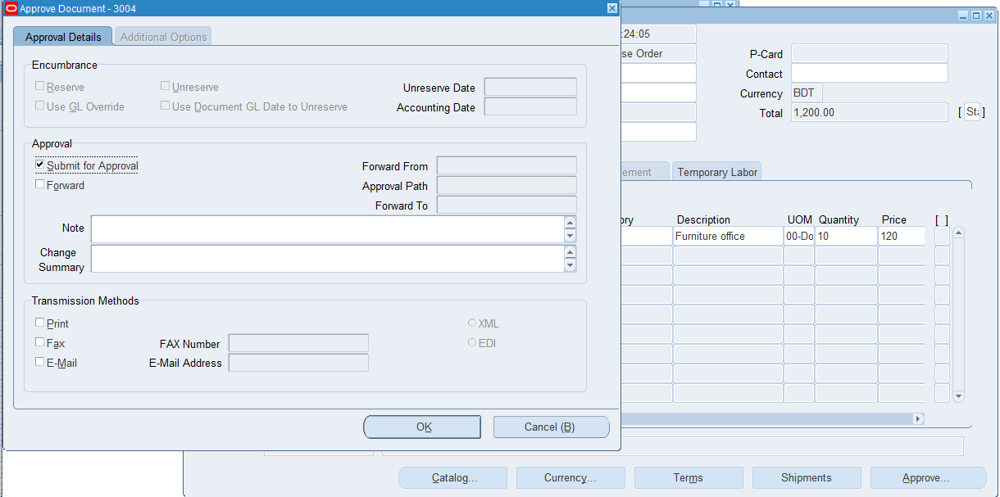 Approve Document - 3004
Approval Details
Additional Options
Encumbrance
Reserve
Unreserve
Unreserve Date
Use GL Override
Use Document GL Date to Unreserve
Accounting Date
Approval
Submit for Approval
Forward From
Forward
Approval Path
Forward To
Note
Change
Summary
Transmission Methods
Print
XML
Fax
FAX Number
EDI
E-Mail
E-Mail Address
OK
Cancel (B)
:24:05
se Order
P-Card
Contact
Currency
BDT
Total
1,200.00
[ St ]
ement
Temporary Labor
ory
Description
UOM
Quantity
Price
[ ]
Furniture office
00-Do
10
120
Catalog...
Currency...
Terms
Shipments
Approve...